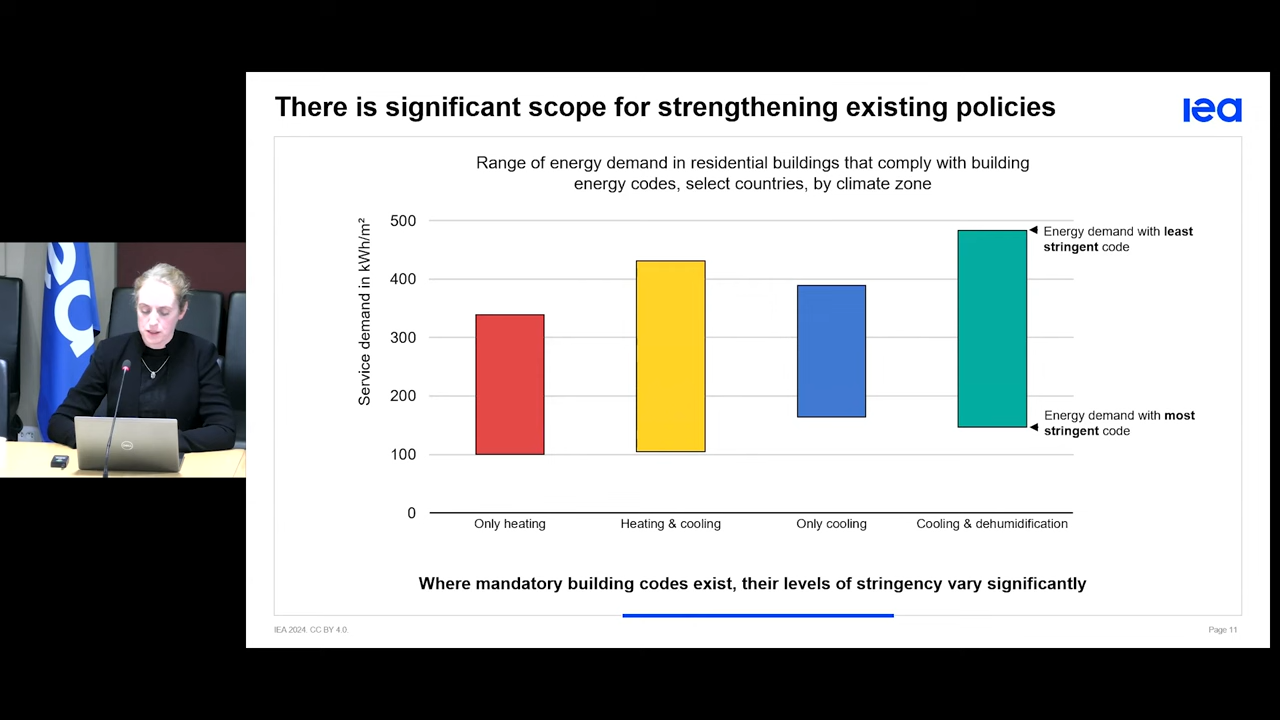 There is significant scope for strengthening existing policies
iea
Range of energy demand in residential buildings that comply with building
energy codes, select countries, by climate zone
Service demand in kWh/m²
500
400
300
200
100
0
Energy demand with least
stringent code
Energy demand with most
stringent code
Only heating
Heating & cooling
Only cooling
Cooling & dehumidification
Where mandatory building codes exist, their levels of stringency vary significantly
IEA 2024. CC BY 4.0.
Page 11